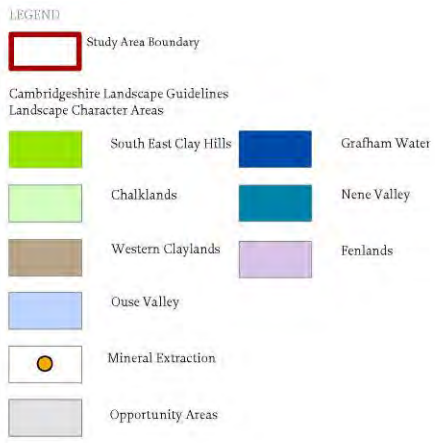 LEGEND
Study Area Boundary
Cambridgeshire Landscape Guidelines
Landscape Character Areas
South East Clay Hills
Grafham Water
Chalklands
Nene Valley
Western Claylands
Fenlands
Ouse Valley
Mineral Extraction
Opportunity Areas